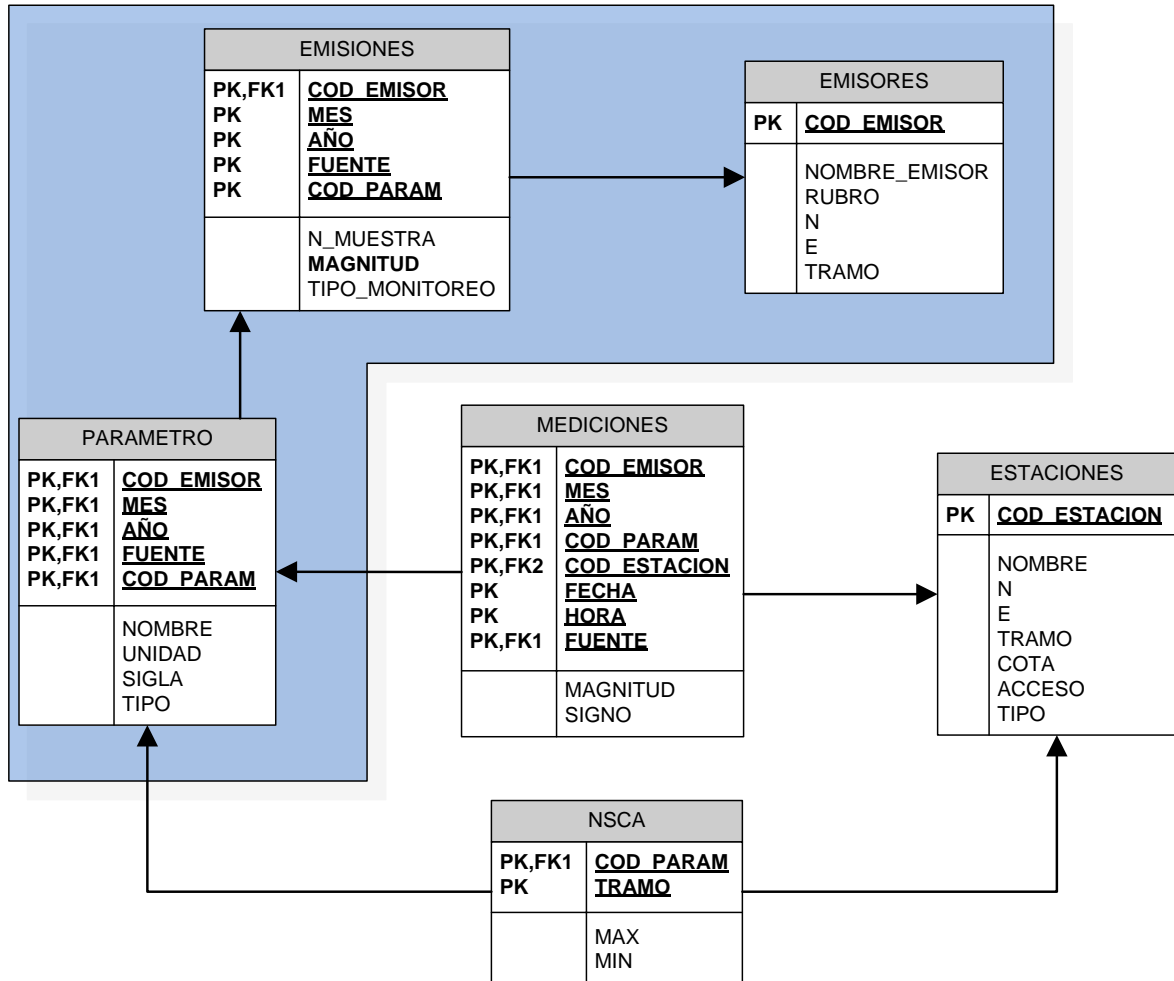 EMISIONES
PK,FK1 COD_EMISOR
PK MES
PK AÑO
PK FUENTE
PK COD_PARAM
N_MUESTRA
MAGNITUD
TIPO_MONITOREO
EMISORES
PK COD_EMISOR
NOMBRE_EMISOR
RUBRO
N
E
TRAMO
PARAMETRO
PK,FK1 COD_EMISOR
PK,FK1 MES
PK,FK1 AÑO
PK,FK1 FUENTE
PK,FK1 COD_PARAM
NOMBRE
UNIDAD
SIGLA
TIPO
MEDICIONES
PK,FK1 COD_EMISOR
PK,FK1 MES
PK,FK1 AÑO
PK,FK1 COD_PARAM
PK,FK2 COD_ESTACION
PK FECHA
PK HORA
PK,FK1 FUENTE
MAGNITUD
SIGNO
ESTACIONES
PK COD_ESTACION
NOMBRE
N
E
TRAMO
COTA
ACCESO
TIPO
NSCA
PK,FK1 COD_PARAM
PK TRAMO
MAX
MIN